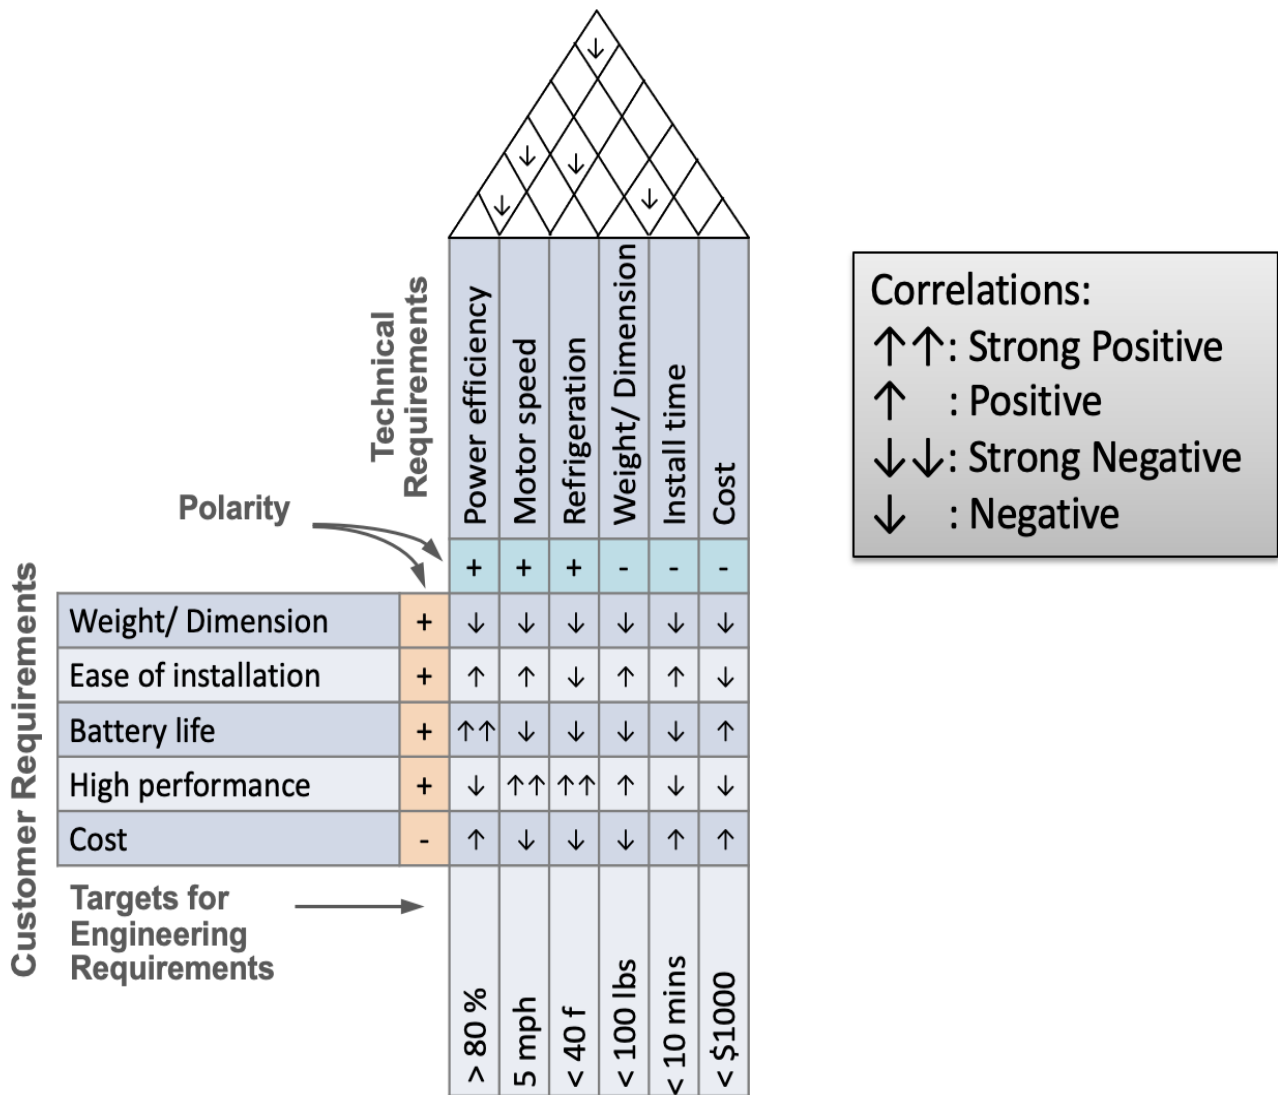 ↓
↓ ↓
↓ ↓
Technical
Requirements
Power efficiency
Motor speed
Refrigeration
Weight/ Dimension
Install time
Cost
Correlations:
↑↑: Strong Positive
↑ : Positive
↓↓: Strong Negative
↓ : Negative
Polarity
+ + + - - -
Customer Requirements
Weight/ Dimension + ↓ ↓ ↓ ↓ ↓ ↓
Ease of installation + ↑ ↑ ↓ ↑ ↑ ↓
Battery life + ↑↑ ↓ ↓ ↓ ↓ ↑
High performance + ↓ ↑↑ ↑↑ ↑ ↓ ↓
Cost - ↑ ↓ ↓ ↓ ↑ ↑
Targets for
Engineering
Requirements
> 80 %
5 mph
< 40 f
< 100 lbs
< 10 mins
< $1000